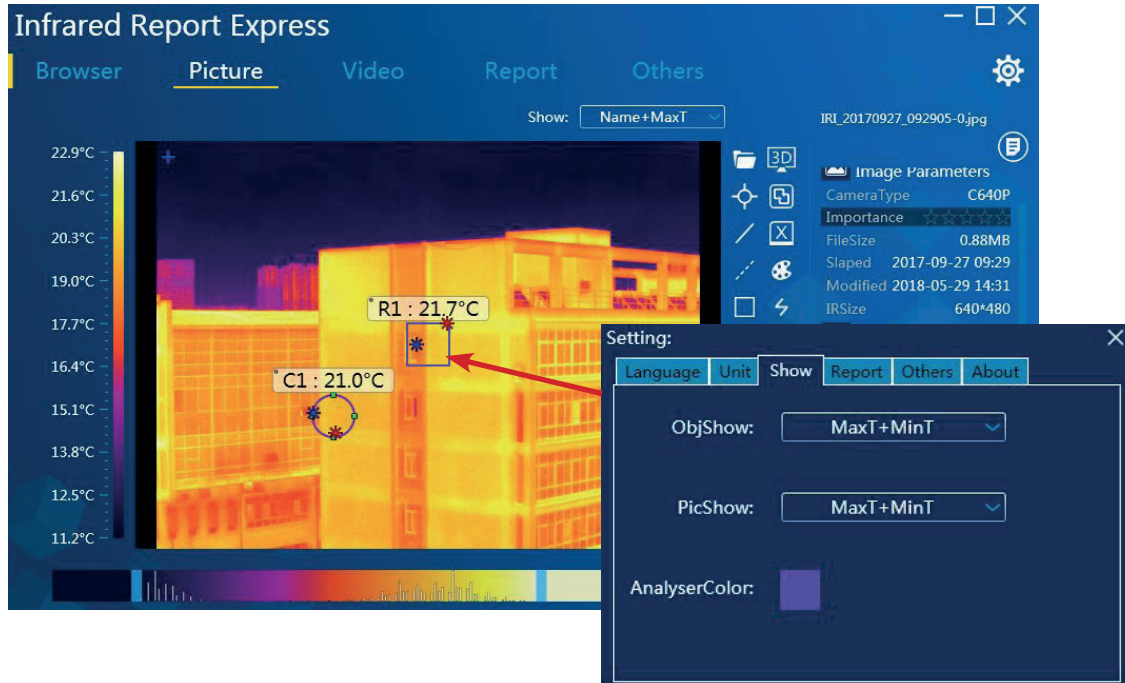 Infrared Report Express
Browser Picture Video Report Others
Show: Name+MaxT
IRI_20170927_092905-0.jpg
22.9°C
21.6°C
20.3°C
19.0°C
17.7°C
16.4°C
15.1°C
13.8°C
12.5°C
11.2°C
R1 : 21.7°C
C1 : 21.0°C
3D
X
Image Parameters
CameraType C640P
Importance
FileSize 0.88MB
Slaped 2017-09-27 09:29
Modified 2018-05-29 14:31
IRSize 640*480
Setting:
Language Unit Show Report Others About
ObjShow: MaxT+MinT
PicShow: MaxT+MinT
AnalyserColor: